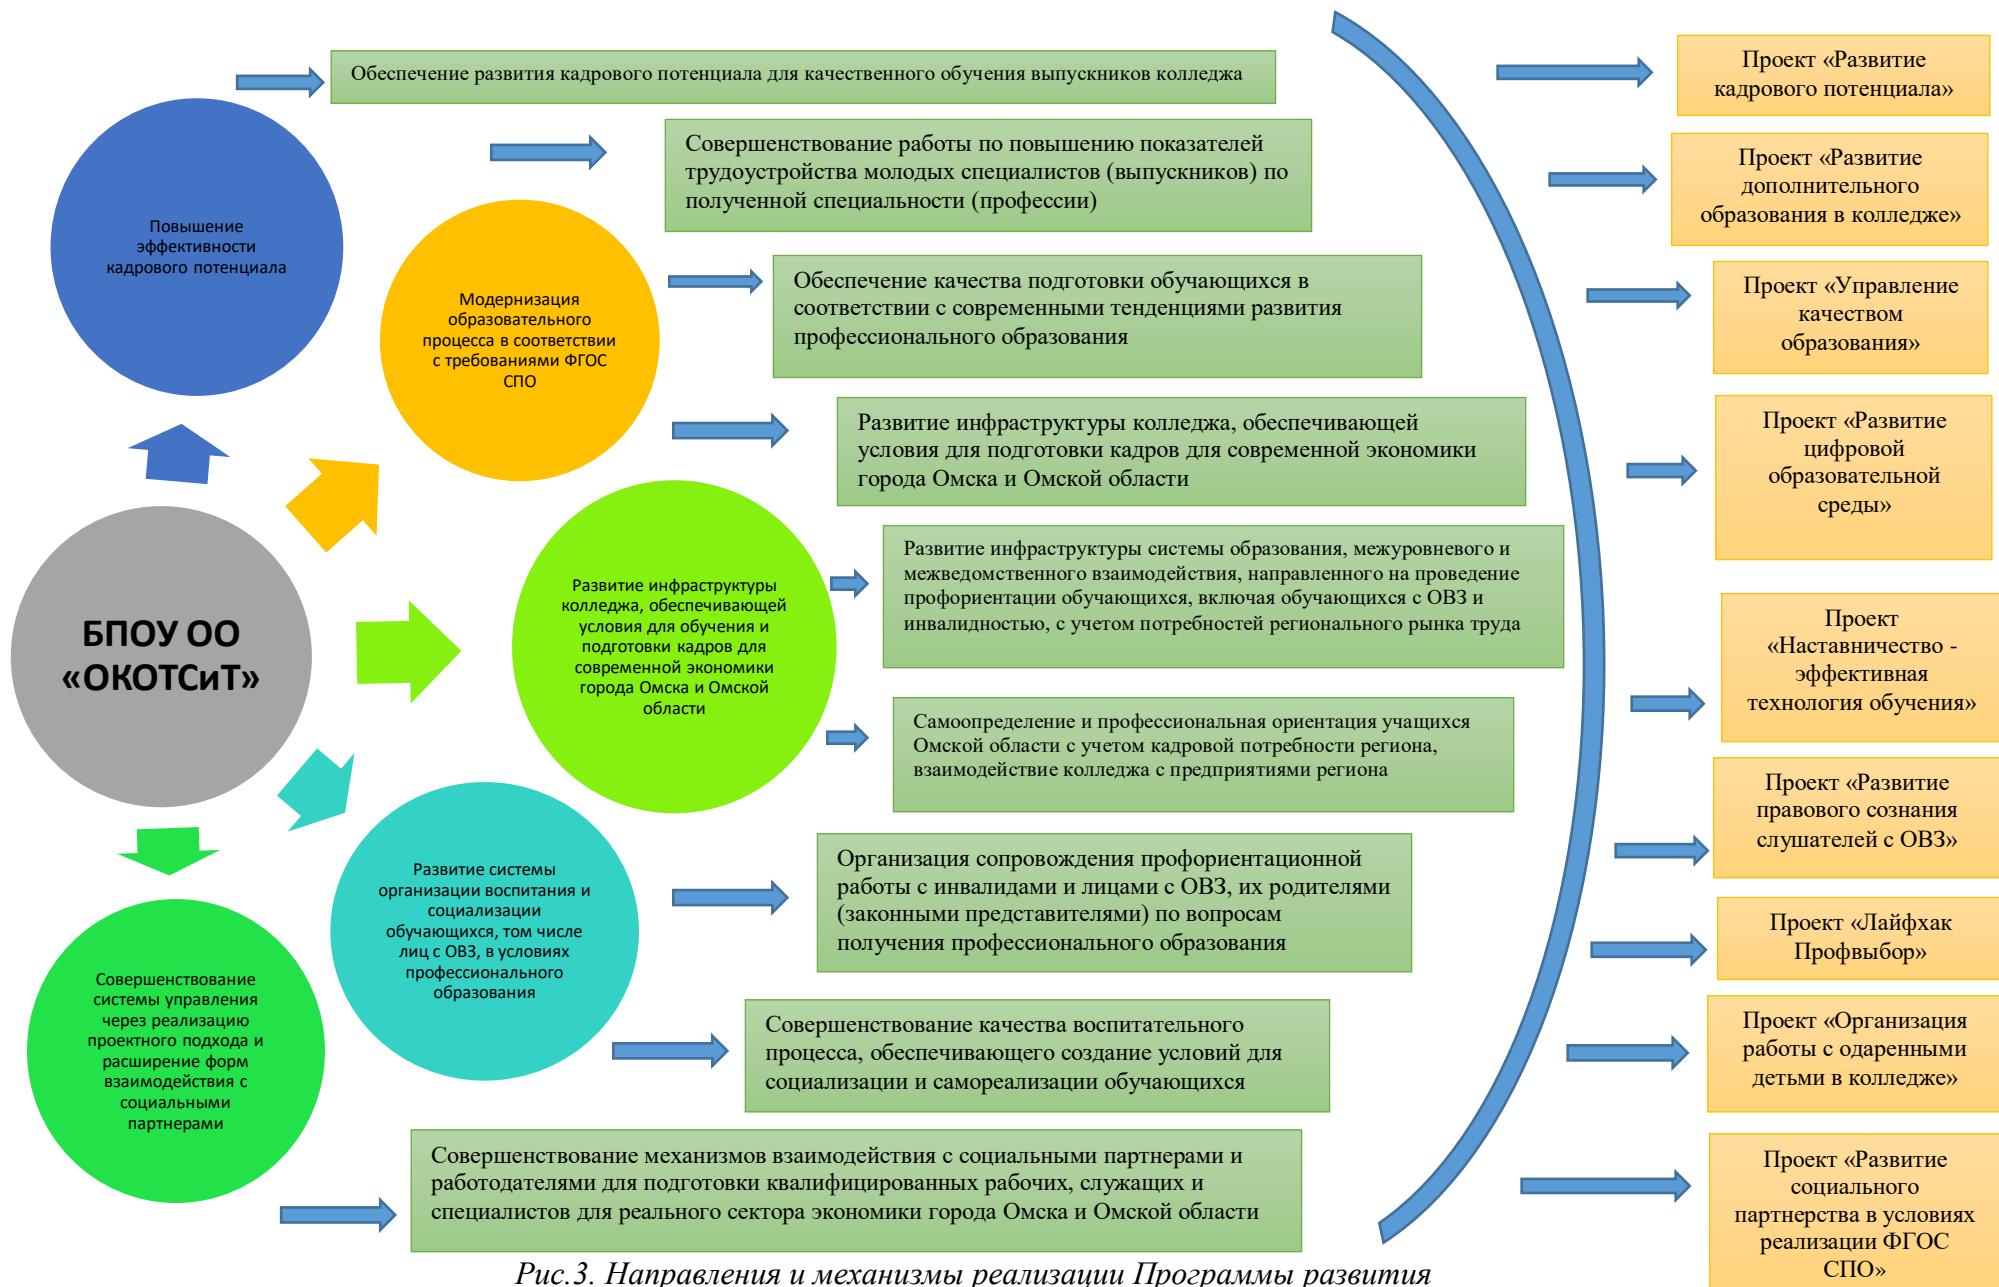 Обеспечение развития кадрового потенциала для качественного обучения выпускников колледжа
Повышение
эффективности
кадрового потенциала
Совершенствование работы по повышению показателей
трудоустройства молодых специалистов (выпускников) по
полученной специальности (профессии)
Модернизация
образовательного
процесса в соответствии
с требованиями ФГОС
СПО
Обеспечение качества подготовки обучающихся в
соответствии с современными тенденциями развития
профессионального образования
Развитие инфраструктуры колледжа, обеспечивающей
условия для подготовки кадров для современной экономики
города Омска и Омской области
БПОУ ОО
«ОКОТСиТ»
Развитие инфраструктуры
колледжа, обеспечивающей
условия для обучения и
подготовки кадров для
современной экономики
города Омска и Омской
области
Развитие инфраструктуры системы образования, межуровневого и
межведомственного взаимодействия, направленного на проведение
профориентации обучающихся, включая обучающихся с ОВЗ и
инвалидностью, с учетом потребностей регионального рынка труда
Самоопределение и профессиональная ориентация учащихся
Омской области с учетом кадровой потребности региона,
взаимодействие колледжа с предприятиями региона
Развитие системы
организации воспитания и
социализации
обучающихся, том числе
лиц с ОВЗ, в условиях
профессионального
образования
Организация сопровождения профориентационной
работы с инвалидами и лицами с ОВЗ, их родителями
(законными представителями) по вопросам
получения профессионального образования
Совершенствование
системы управления
через реализацию
проектного подхода и
расширение форм
взаимодействия с
социальными
партнерами
Совершенствование качества воспитательного
процесса, обеспечивающего создание условий для
социализации и самореализации обучающихся
Совершенствование механизмов взаимодействия с социальными партнерами и
работодателями для подготовки квалифицированных рабочих, служащих и
специалистов для реального сектора экономики города Омска и Омской области
Проект «Развитие
кадрового потенциала»
Проект «Развитие
дополнительного
образования в колледже»
Проект «Управление
качеством
образования»
Проект «Развитие
цифровой
образовательной
среды»
Проект
«Наставничество -
эффективная
технология обучения»
Проект «Развитие
правового сознания
слушателей с ОВЗ»
Проект «Лайфхак
Профвыбор»
Проект «Организация
работы с одаренными
детьми в колледже»
Проект «Развитие
социального
партнерства в условиях
реализации ФГОС
СПО»
Рис.3. Направления и механизмы реализации Программы развития